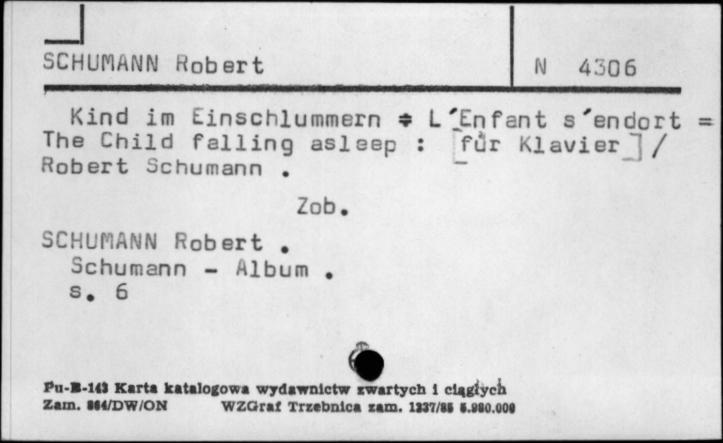 SCHUMANN Robert
N 4306
Kind im Einschlummern = L´Enfant s´endort =
The Child falling asleep : [für Klavier] /
Robert Schumann .
Zob.
SCHUMANN Robert .
Schumann - Album .
s. 6
Pu-B-143 Karta katalogowa wydawnictw zwartych i ciągłych
Zam. 864/DW/ON WZGraf Trzebnica zam. 1337/85 5.980.000